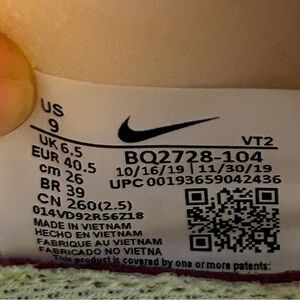 US
9
UK 6.5
EUR 40.5
cm 26
BR 39
CN 260(2.5)
VT2
BQ2728-104
10/16/19 | 11/30/19
UPC 00193659042436
014VD92R56Z18
MADE IN VIETNAM
HECHO EN VIETNAM
FABRIQUE AU VIETNAM
FABRICADO NO VIETNA
This product is covered by one or more patents: